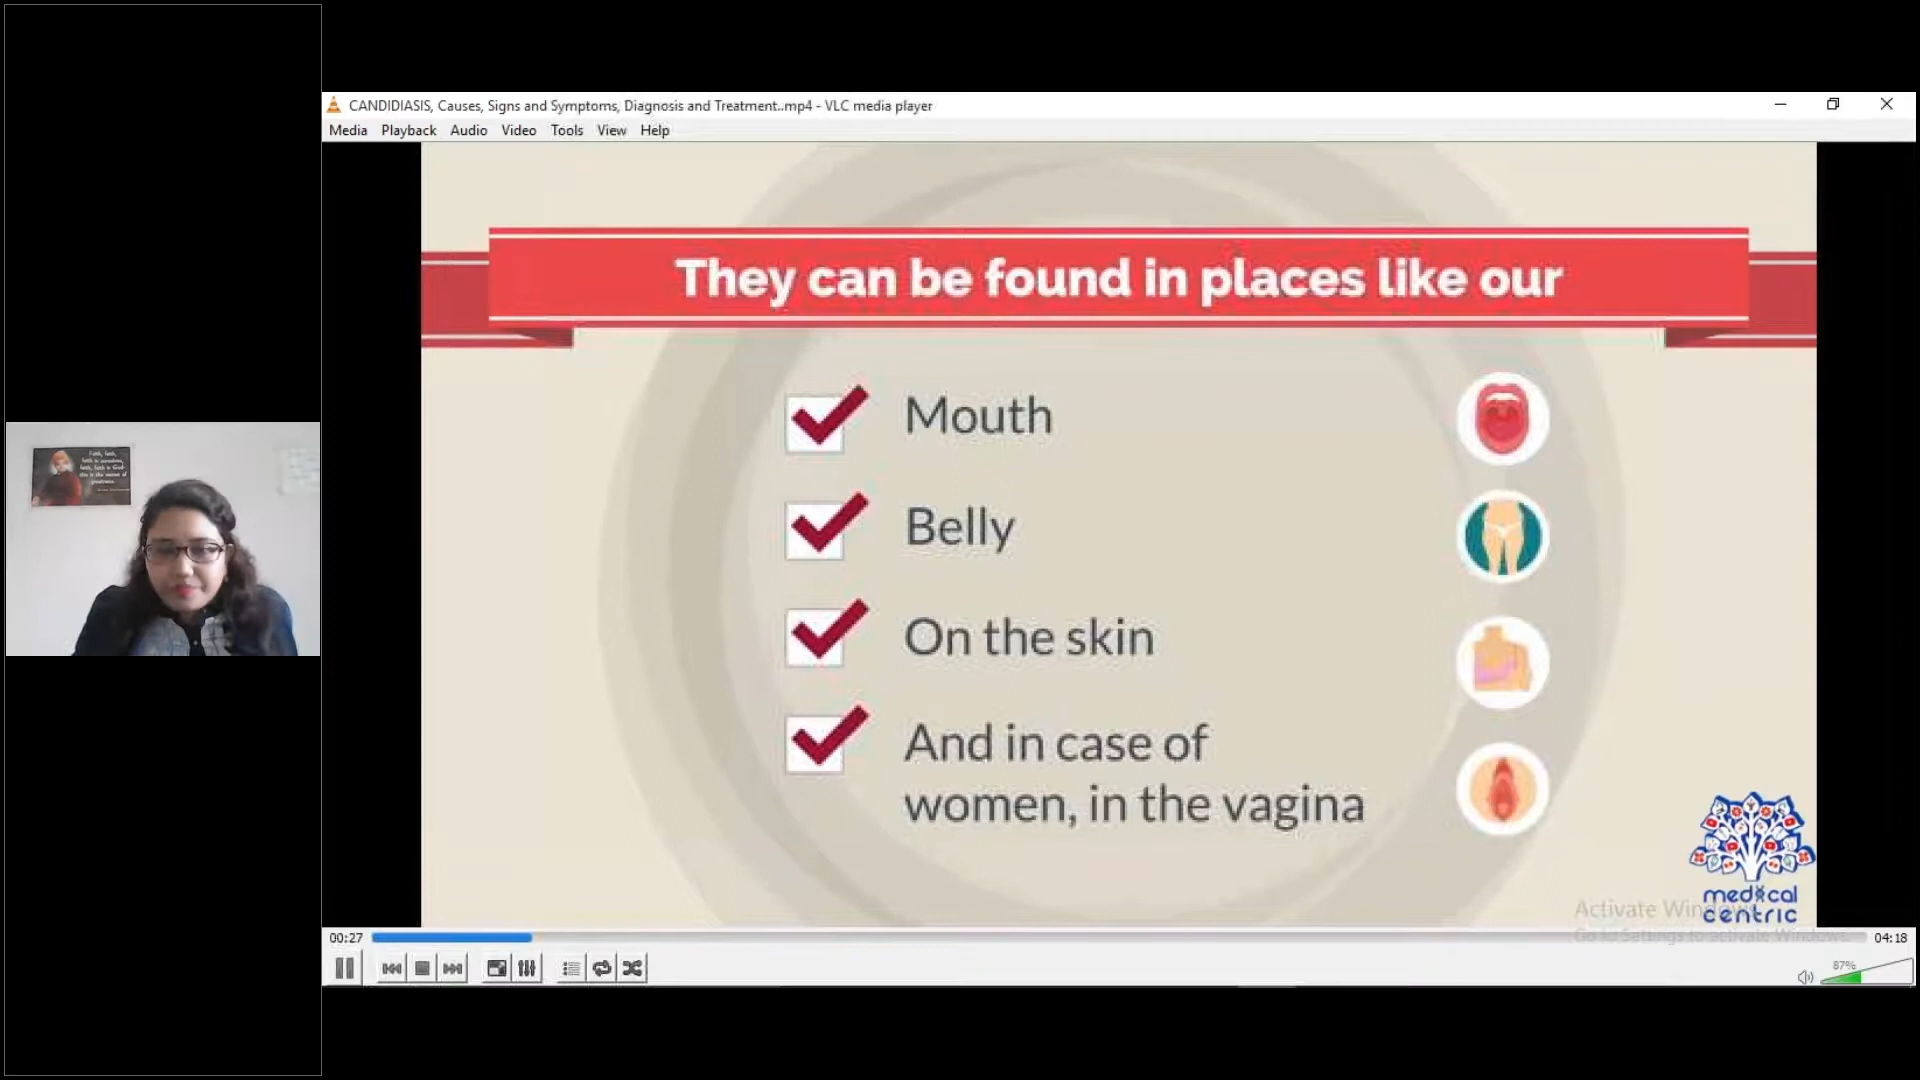 CANDIDIASIS, Causes, Signs and Symptoms, Diagnosis and Treatment..mp4 - VLC media player
Media Playback Audio Video Tools View Help
They can be found in places like our
Mouth
Belly
On the skin
And in case of
women, in the vagina
medical
centric
Activate Windows
Go to Settings to activate Windows.
00:27
04:18
87%